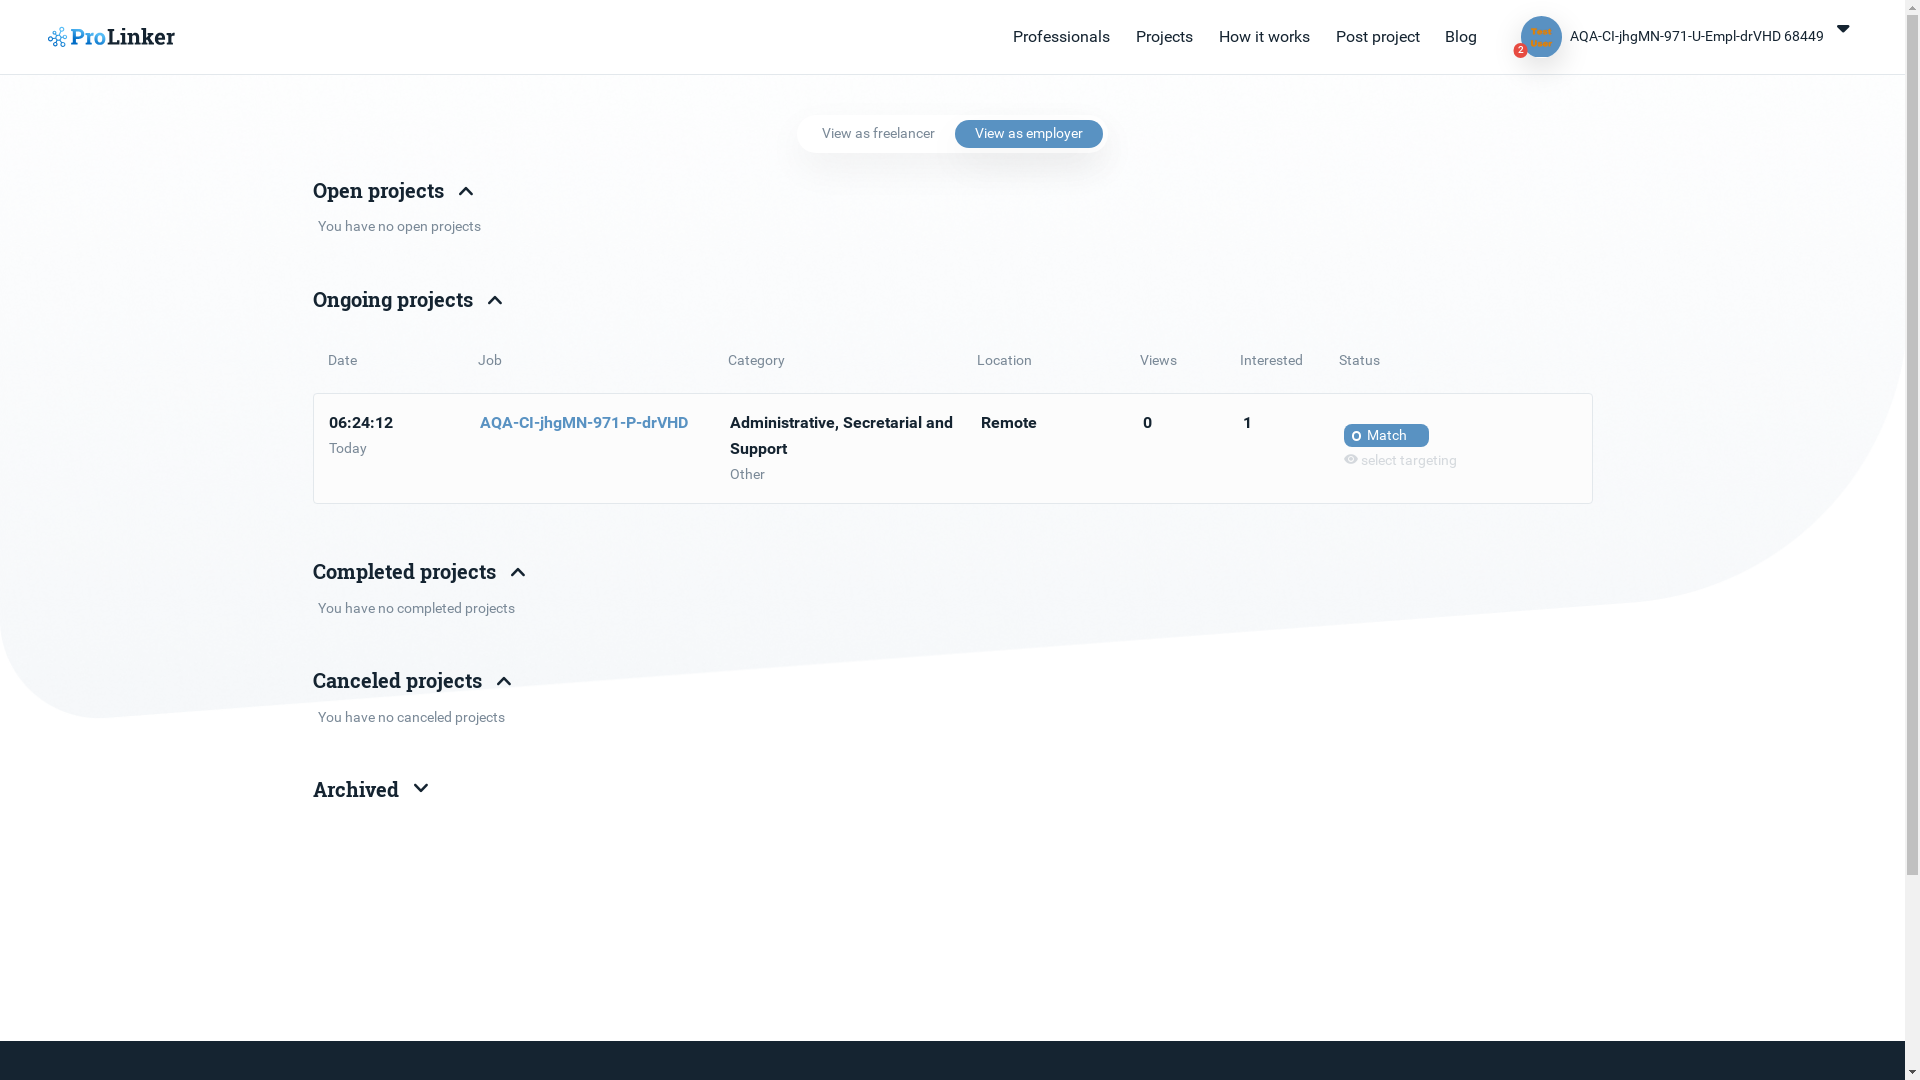 ProLinker
Professionals
Projects
How it works
Post project
Blog
Test
User
2
AQA-CI-jhgMN-971-U-Empl-drVHD 68449
View as freelancer
View as employer
Open projects
You have no open projects
Ongoing projects
Date
Job
Category
Location
Views
Interested
Status
06:24:12
Today
AQA-CI-jhgMN-971-P-drVHD
Administrative, Secretarial and
Support
Other
Remote
0
1
Match
select targeting
Completed projects
You have no completed projects
Canceled projects
You have no canceled projects
Archived